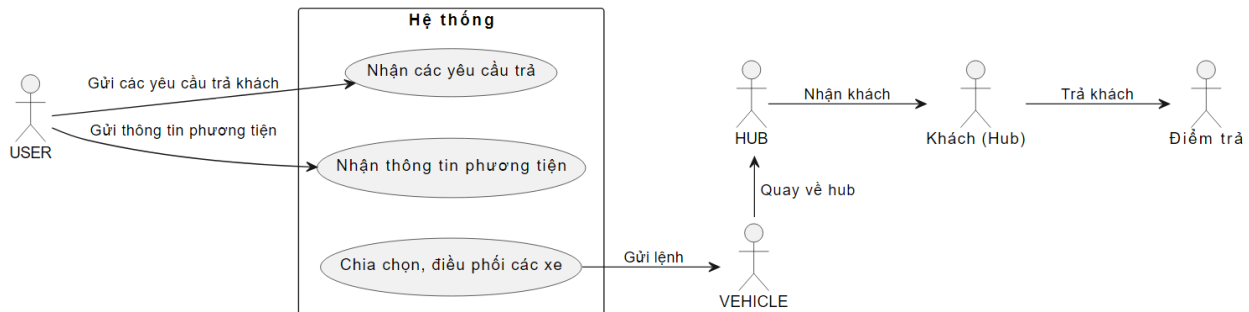 Hệ thống
Nhận các yêu cầu trả
Gửi các yêu cầu trả khách
Nhận khách
Trả khách
Gửi thông tin phương tiện
USER
HUB
Khách (Hub)
Điểm trả
Nhận thông tin phương tiện
Quay về hub
Chia chọn, điều phối các xe
Gửi lệnh
VEHICLE